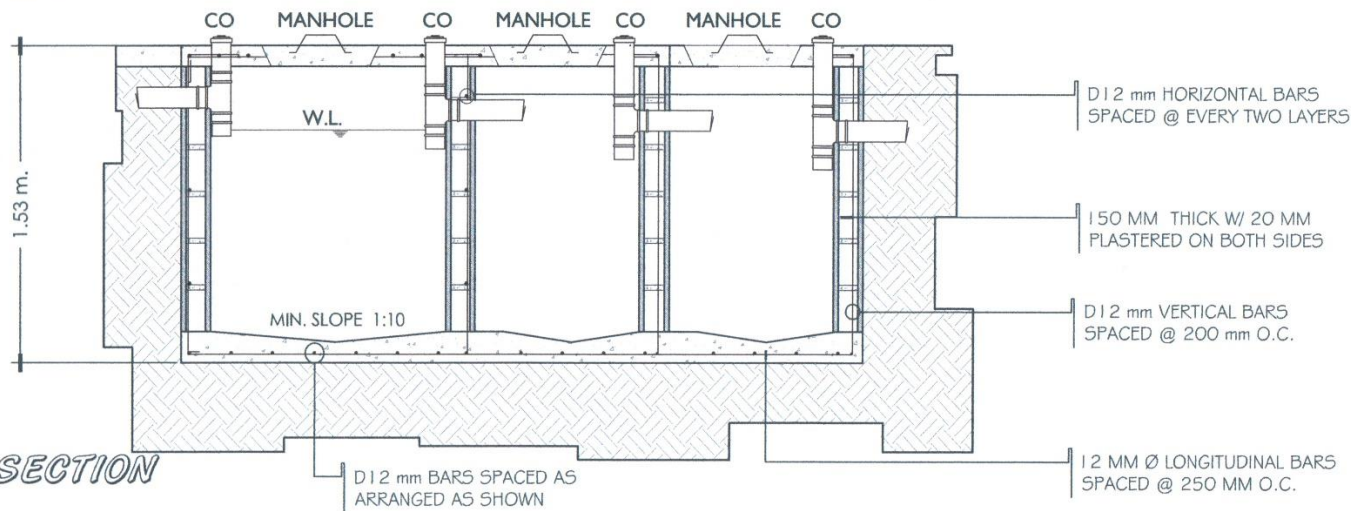 CO MANHOLE CO MANHOLE CO MANHOLE CO
D12 mm HORIZONTAL BARS
SPACED @ EVERY TWO LAYERS
W.L.
1.53 m.
150 MM THICK W/ 20 MM
PLASTERED ON BOTH SIDES
MIN. SLOPE 1:10
D12 mm VERTICAL BARS
SPACED @ 200 mm O.C.
SECTION
D12 mm BARS SPACED AS
ARRANGED AS SHOWN
12 MM Ø LONGITUDINAL BARS
SPACED @ 250 MM O.C.